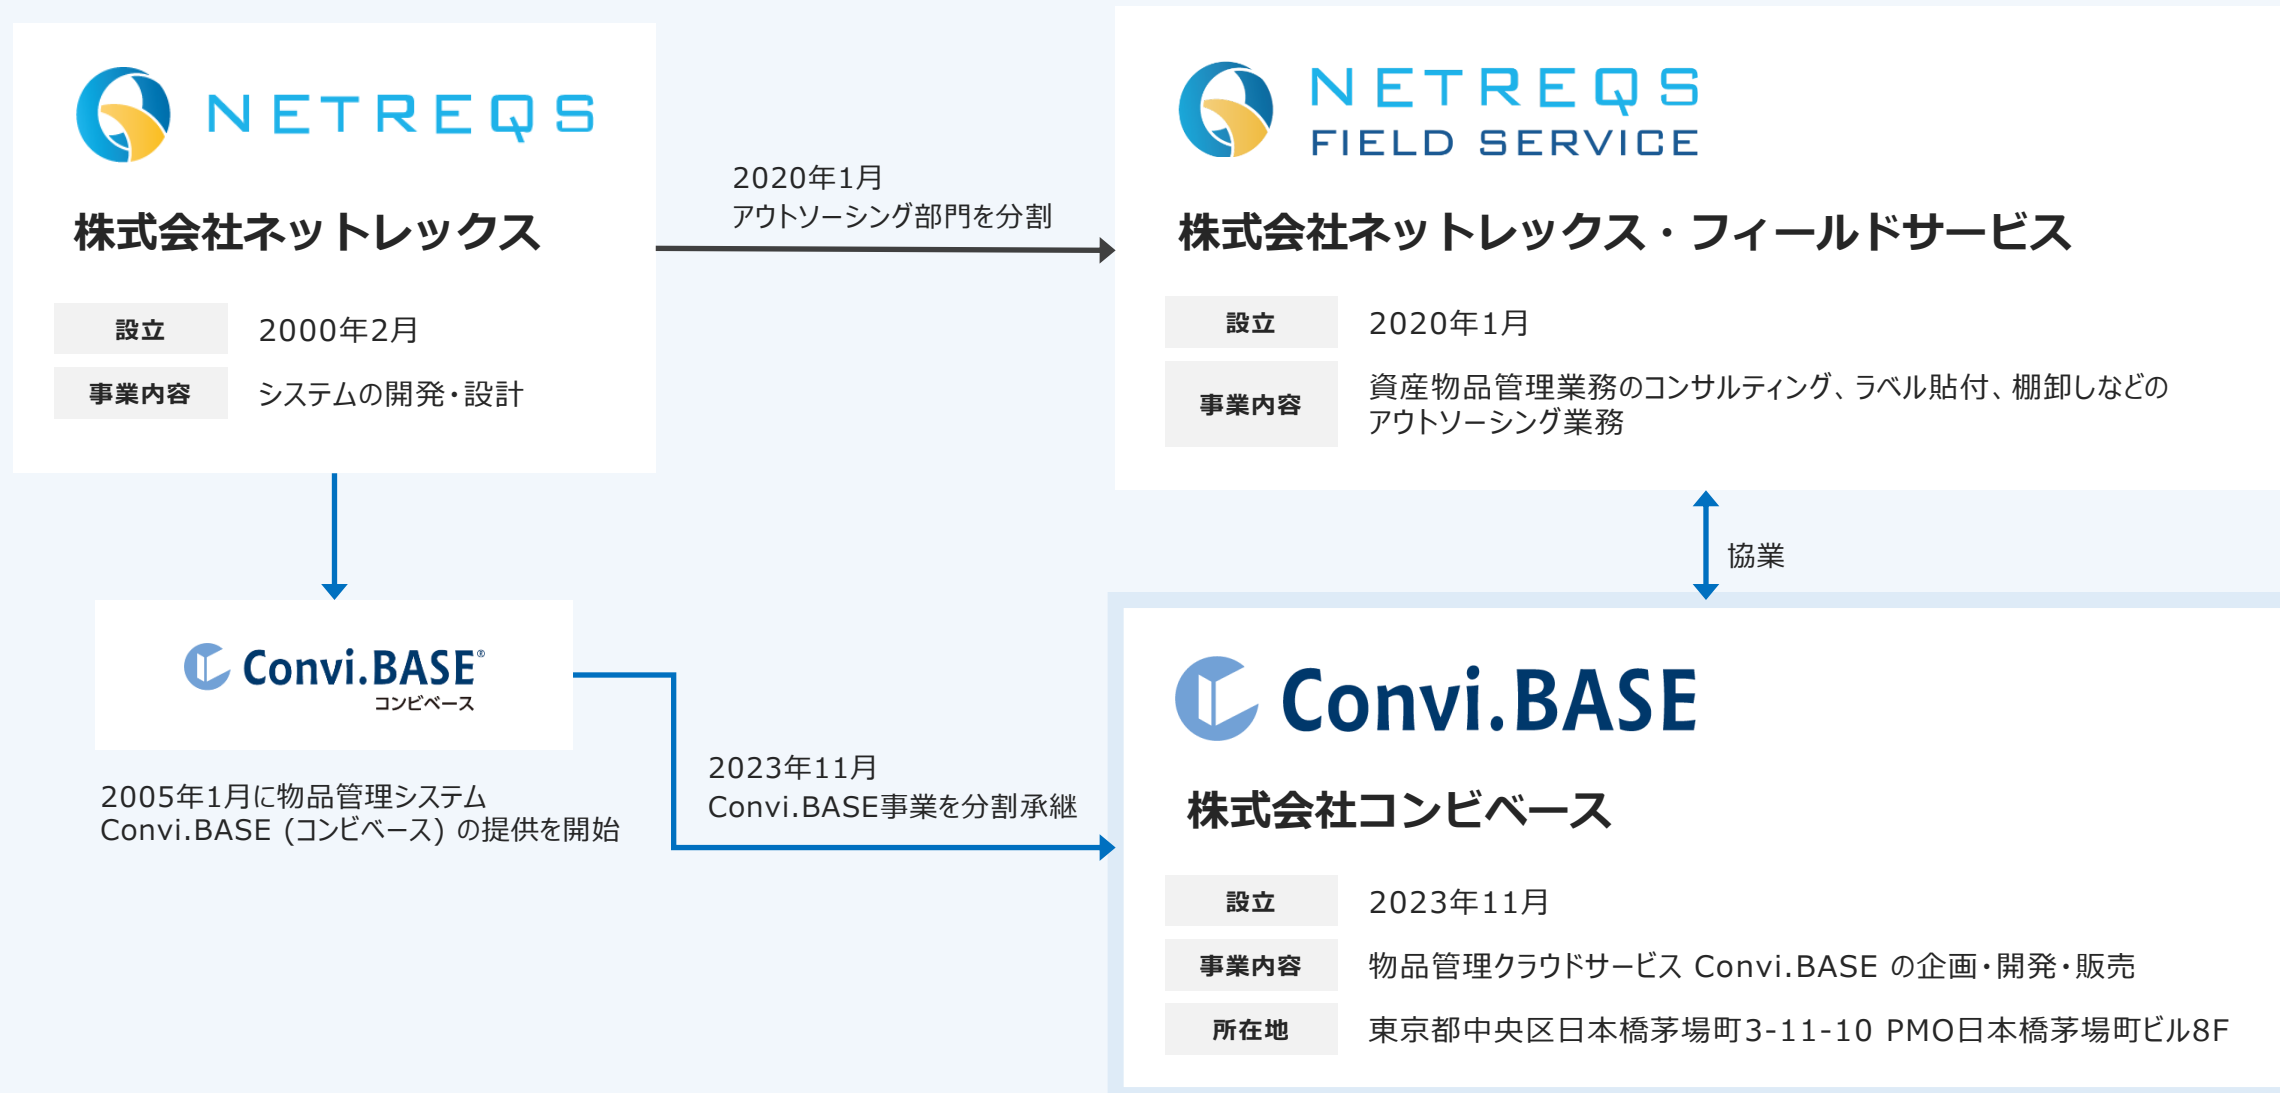 NETREQS
株式会社ネットレックス
設立 2000年2月
事業内容 システムの開発・設計
2020年1月
アウトソーシング部門を分割
NETREQS
FIELD SERVICE
株式会社ネットレックス・フィールドサービス
設立 2020年1月
事業内容 資産物品管理業務のコンサルティング、ラベル貼付、棚卸しなどの
アウトソーシング業務
協業
Convi.BASE®
コンビベース
2005年1月に物品管理システム
Convi.BASE (コンビベース) の提供を開始
2023年11月
Convi.BASE事業を分割承継
Convi.BASE
株式会社コンビベース
設立 2023年11月
事業内容 物品管理クラウドサービス Convi.BASE の企画・開発・販売
所在地 東京都中央区日本橋茅場町3-11-10 PMO日本橋茅場町ビル8F